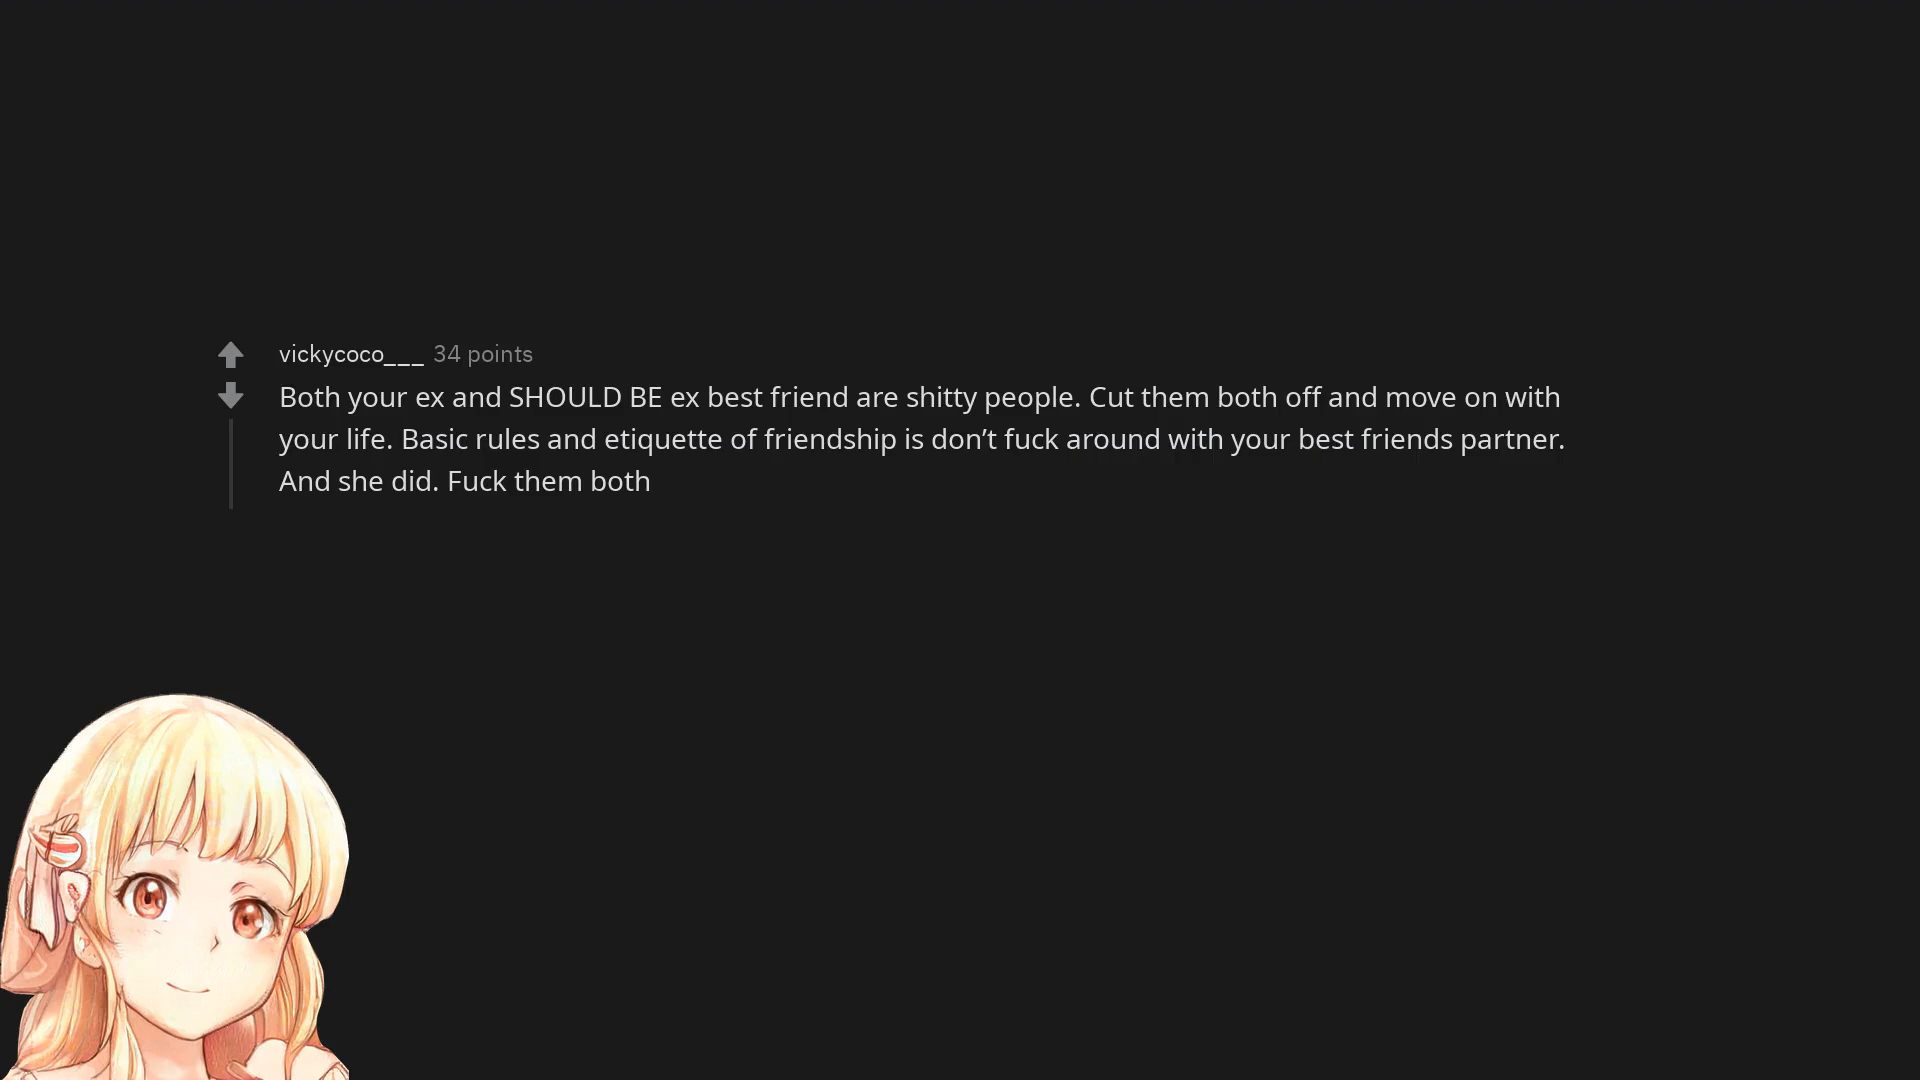 vickycoco___ 34 points
Both your ex and SHOULD BE ex best friend are shitty people. Cut them both off and move on with
your life. Basic rules and etiquette of friendship is don’t fuck around with your best friends partner.
And she did. Fuck them both